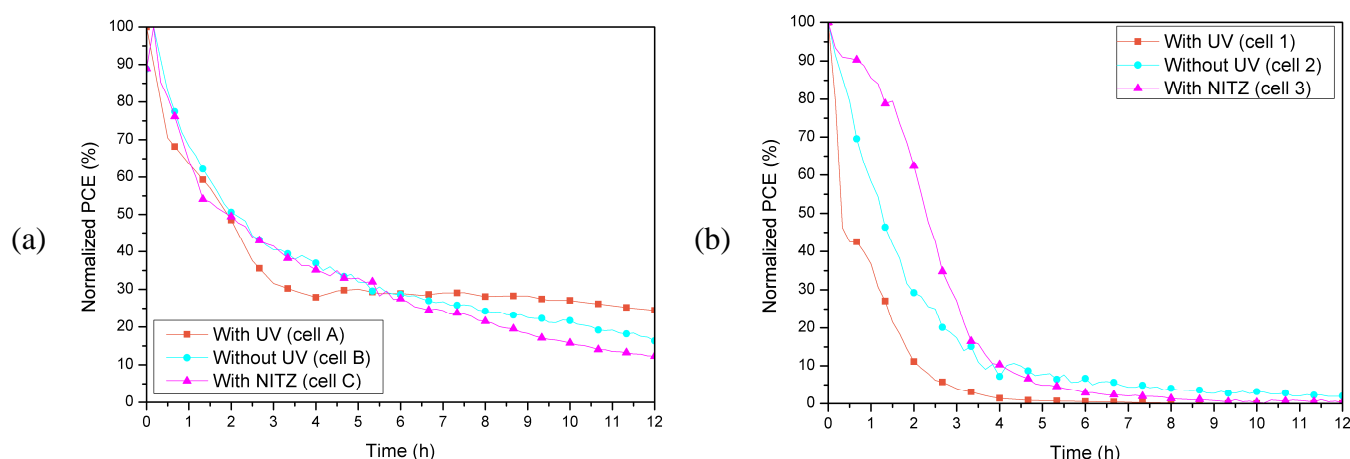 (a)
Normalized PCE (%)
100
90
80
70
60
50
40
30
20
10
0
With UV (cell A)
Without UV (cell B)
With NITZ (cell C)
0 1 2 3 4 5 6 7 8 9 10 11 12
Time (h)
(b)
Normalized PCE (%)
100
90
80
70
60
50
40
30
20
10
0
With UV (cell 1)
Without UV (cell 2)
With NITZ (cell 3)
0 1 2 3 4 5 6 7 8 9 10 11 12
Time (h)